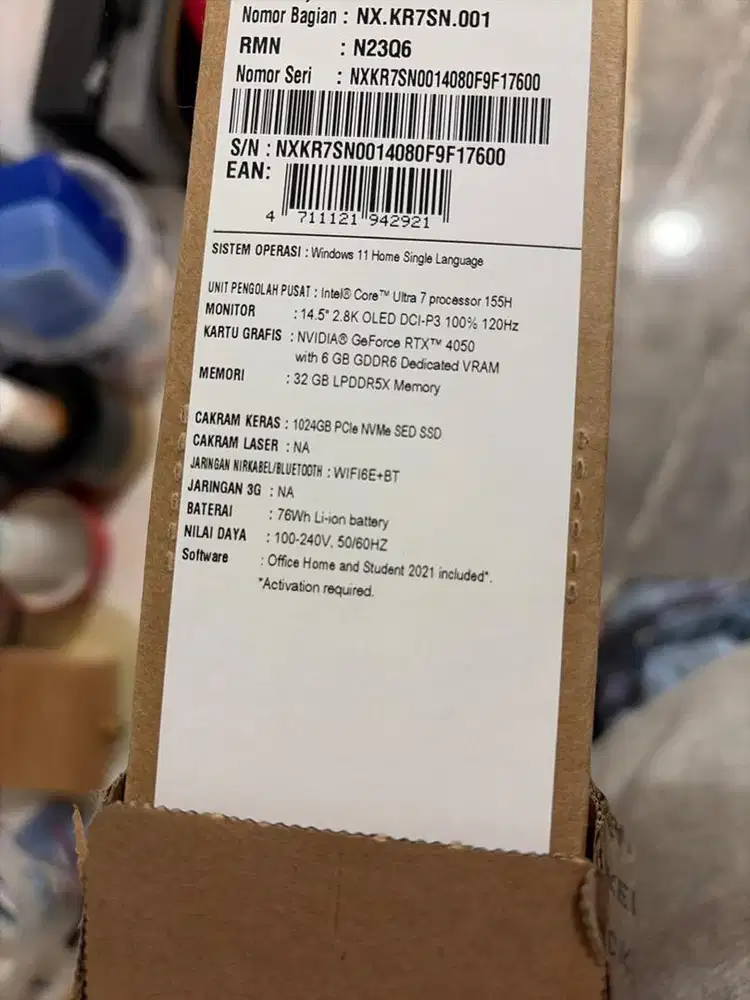 Nomor Bagian : NX.KR7SN.001
RMN : N23Q6
Nomor Seri : NXKR7SN0014080F9F17600
S/N : NXKR7SN0014080F9F17600
EAN:
4 711121 942921
SISTEM OPERASI : Windows 11 Home Single Language
UNIT PENGOLAH PUSAT : Intel® Core™ Ultra 7 processor 155H
MONITOR : 14.5" 2.8K OLED DCI-P3 100% 120Hz
KARTU GRAFIS : NVIDIA® GeForce RTX™ 4050
with 6 GB GDDR6 Dedicated VRAM
MEMORI : 32 GB LPDDR5X Memory
CAKRAM KERAS : 1024GB PCIe NVMe SED SSD
CAKRAM LASER : NA
JARINGAN NIRKABEL/BLUETOOTH : WIFI6E+BT
JARINGAN 3G : NA
BATERAI : 76Wh Li-ion battery
NILAI DAYA : 100-240V, 50/60HZ
Software : Office Home and Student 2021 included*.
*Activation required.